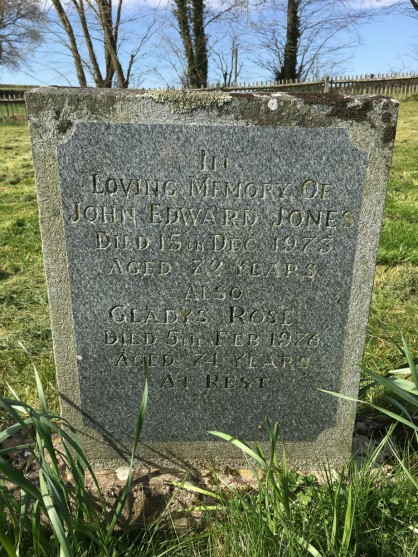 In
Loving Memory Of
John Edward Jones
Died 15th Dec 1973
Aged 79 Years
Also
Gladys Rose
Died 5th Feb 1976
Aged 74 Years
At Rest